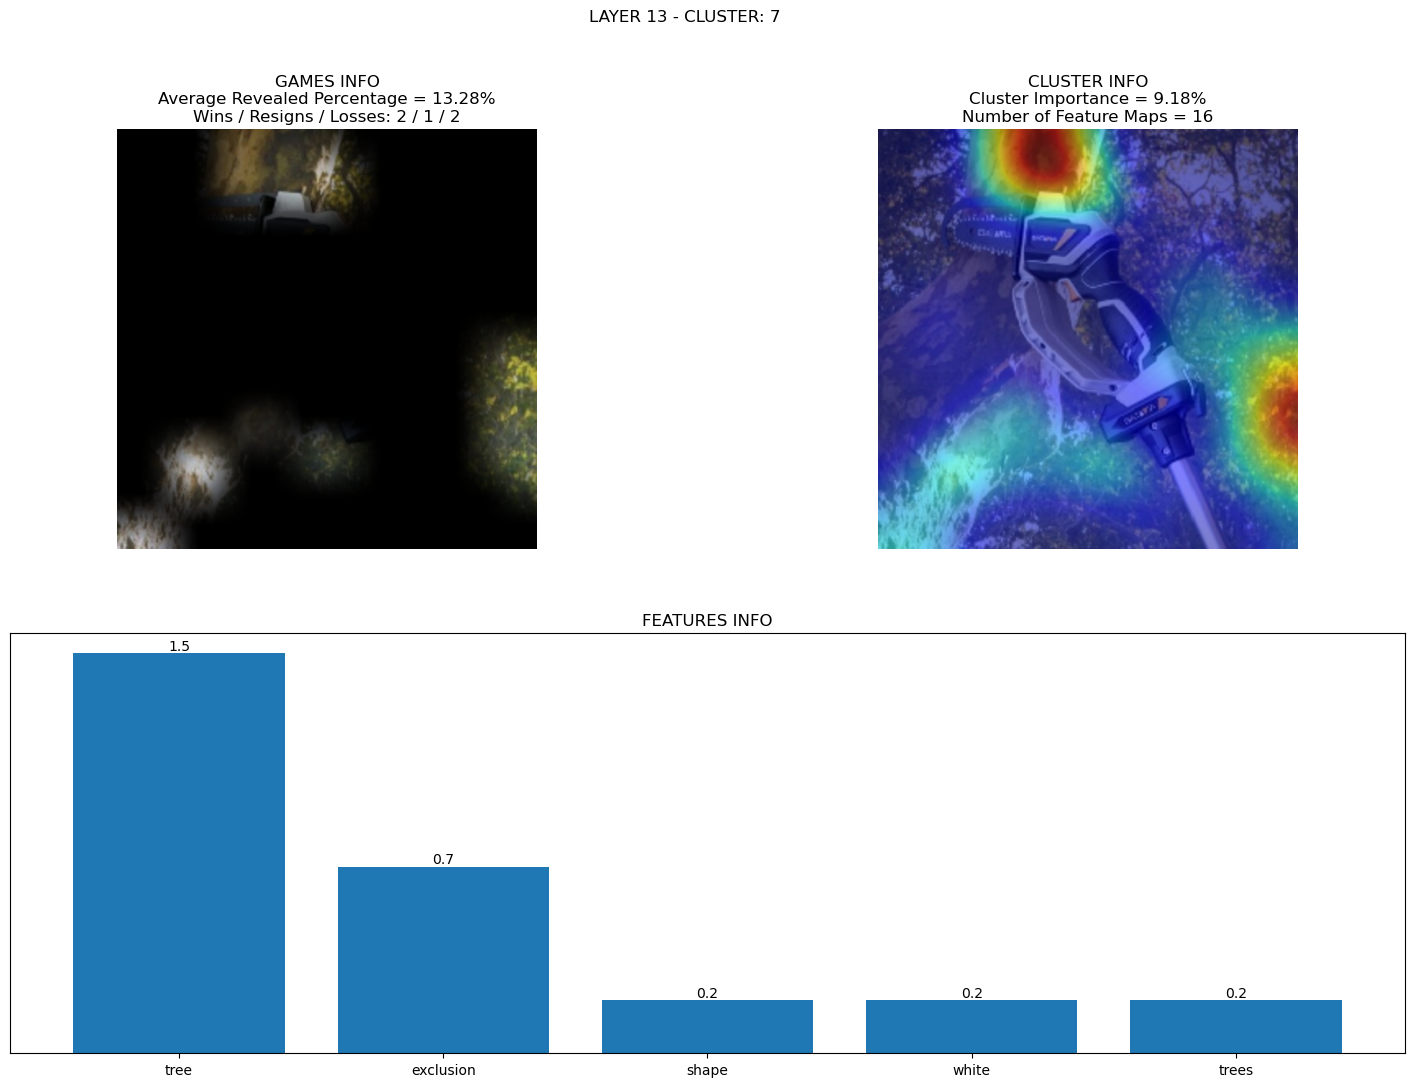 LAYER 13 - CLUSTER: 7
GAMES INFO
Average Revealed Percentage = 13.28%
Wins / Resigns / Losses: 2 / 1 / 2
CLUSTER INFO
Cluster Importance = 9.18%
Number of Feature Maps = 16
FEATURES INFO
1.5
0.7
0.2
0.2
0.2
tree
exclusion
shape
white
trees